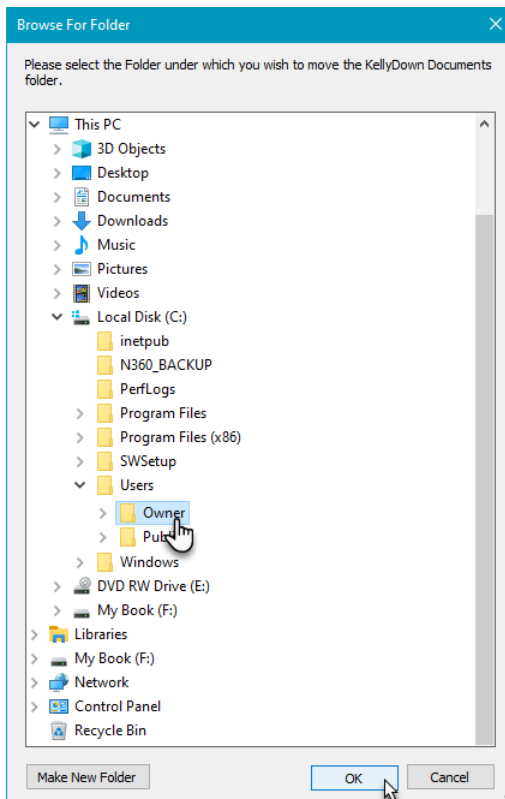 Browse For Folder
Please select the Folder under which you wish to move the KellyDown Documents
folder.
This PC
3D Objects
Desktop
Documents
Downloads
Music
Pictures
Videos
Local Disk (C:)
inetpub
N360_BACKUP
PerfLogs
Program Files
Program Files (x86)
SWSetup
Users
Owner
Windows
DVD RW Drive (E:)
My Book (F:)
Libraries
My Book (F:)
Network
Control Panel
Recycle Bin
Make New Folder
OK
Cancel